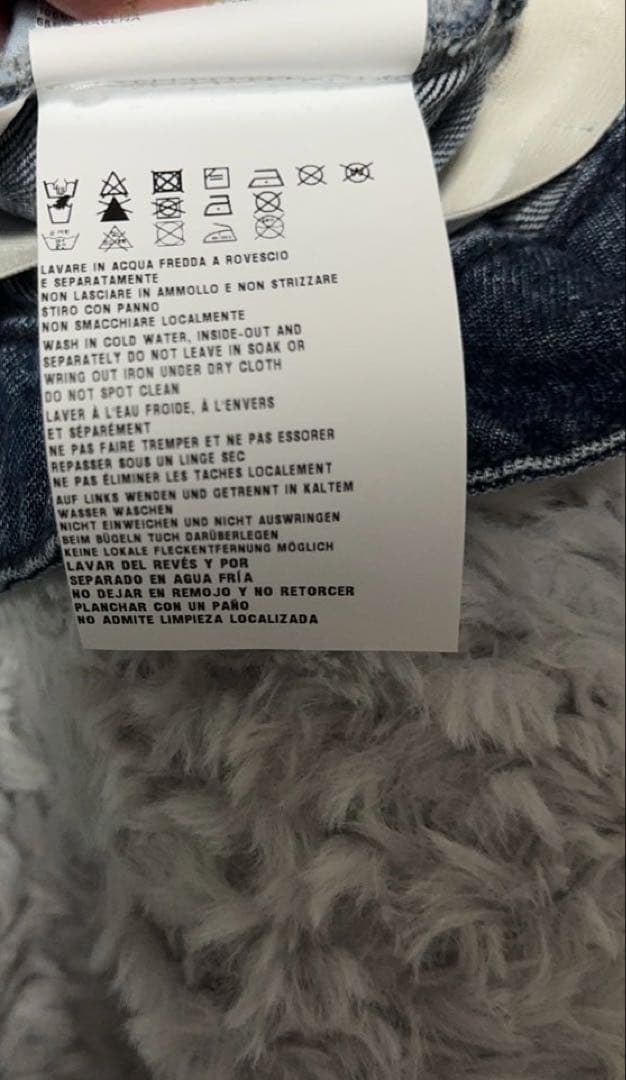 LAVARE IN ACQUA FREDDA A ROVESCIO
E SEPARATAMENTE
NON LASCIARE IN AMMOLLO E NON STRIZZARE
STIRO CON PANNO
NON SMACCHIARE LOCALMENTE
WASH IN COLD WATER, INSIDE-OUT AND
SEPARATELY DO NOT LEAVE IN SOAK OR
WRING OUT IRON UNDER DRY CLOTH
DO NOT SPOT CLEAN
LAVER À L'EAU FROIDE, À L'ENVERS
ET SÉPARÉMENT
NE PAS FAIRE TREMPER ET NE PAS ESSORER
REPASSER SOUS UN LINGE SEC
NE PAS ÉLIMINER LES TACHES LOCALEMENT
AUF LINKS WENDEN UND GETRENNT IN KALTEM
WASSER WASCHEN
NICHT EINWEICHEN UND NICHT AUSWRINGEN
BEIM BÜGELN TUCH DARÜBERLEGEN
KEINE LOKALE FLECKENTFERNUNG MÖGLICH
LAVAR DEL REVÉS Y POR
SEPARADO EN AGUA FRÍA
NO DEJAR EN REMOJO Y NO RETORCER
PLANCHAR CON UN PAÑO
NO ADMITE LIMPIEZA LOCALIZADA